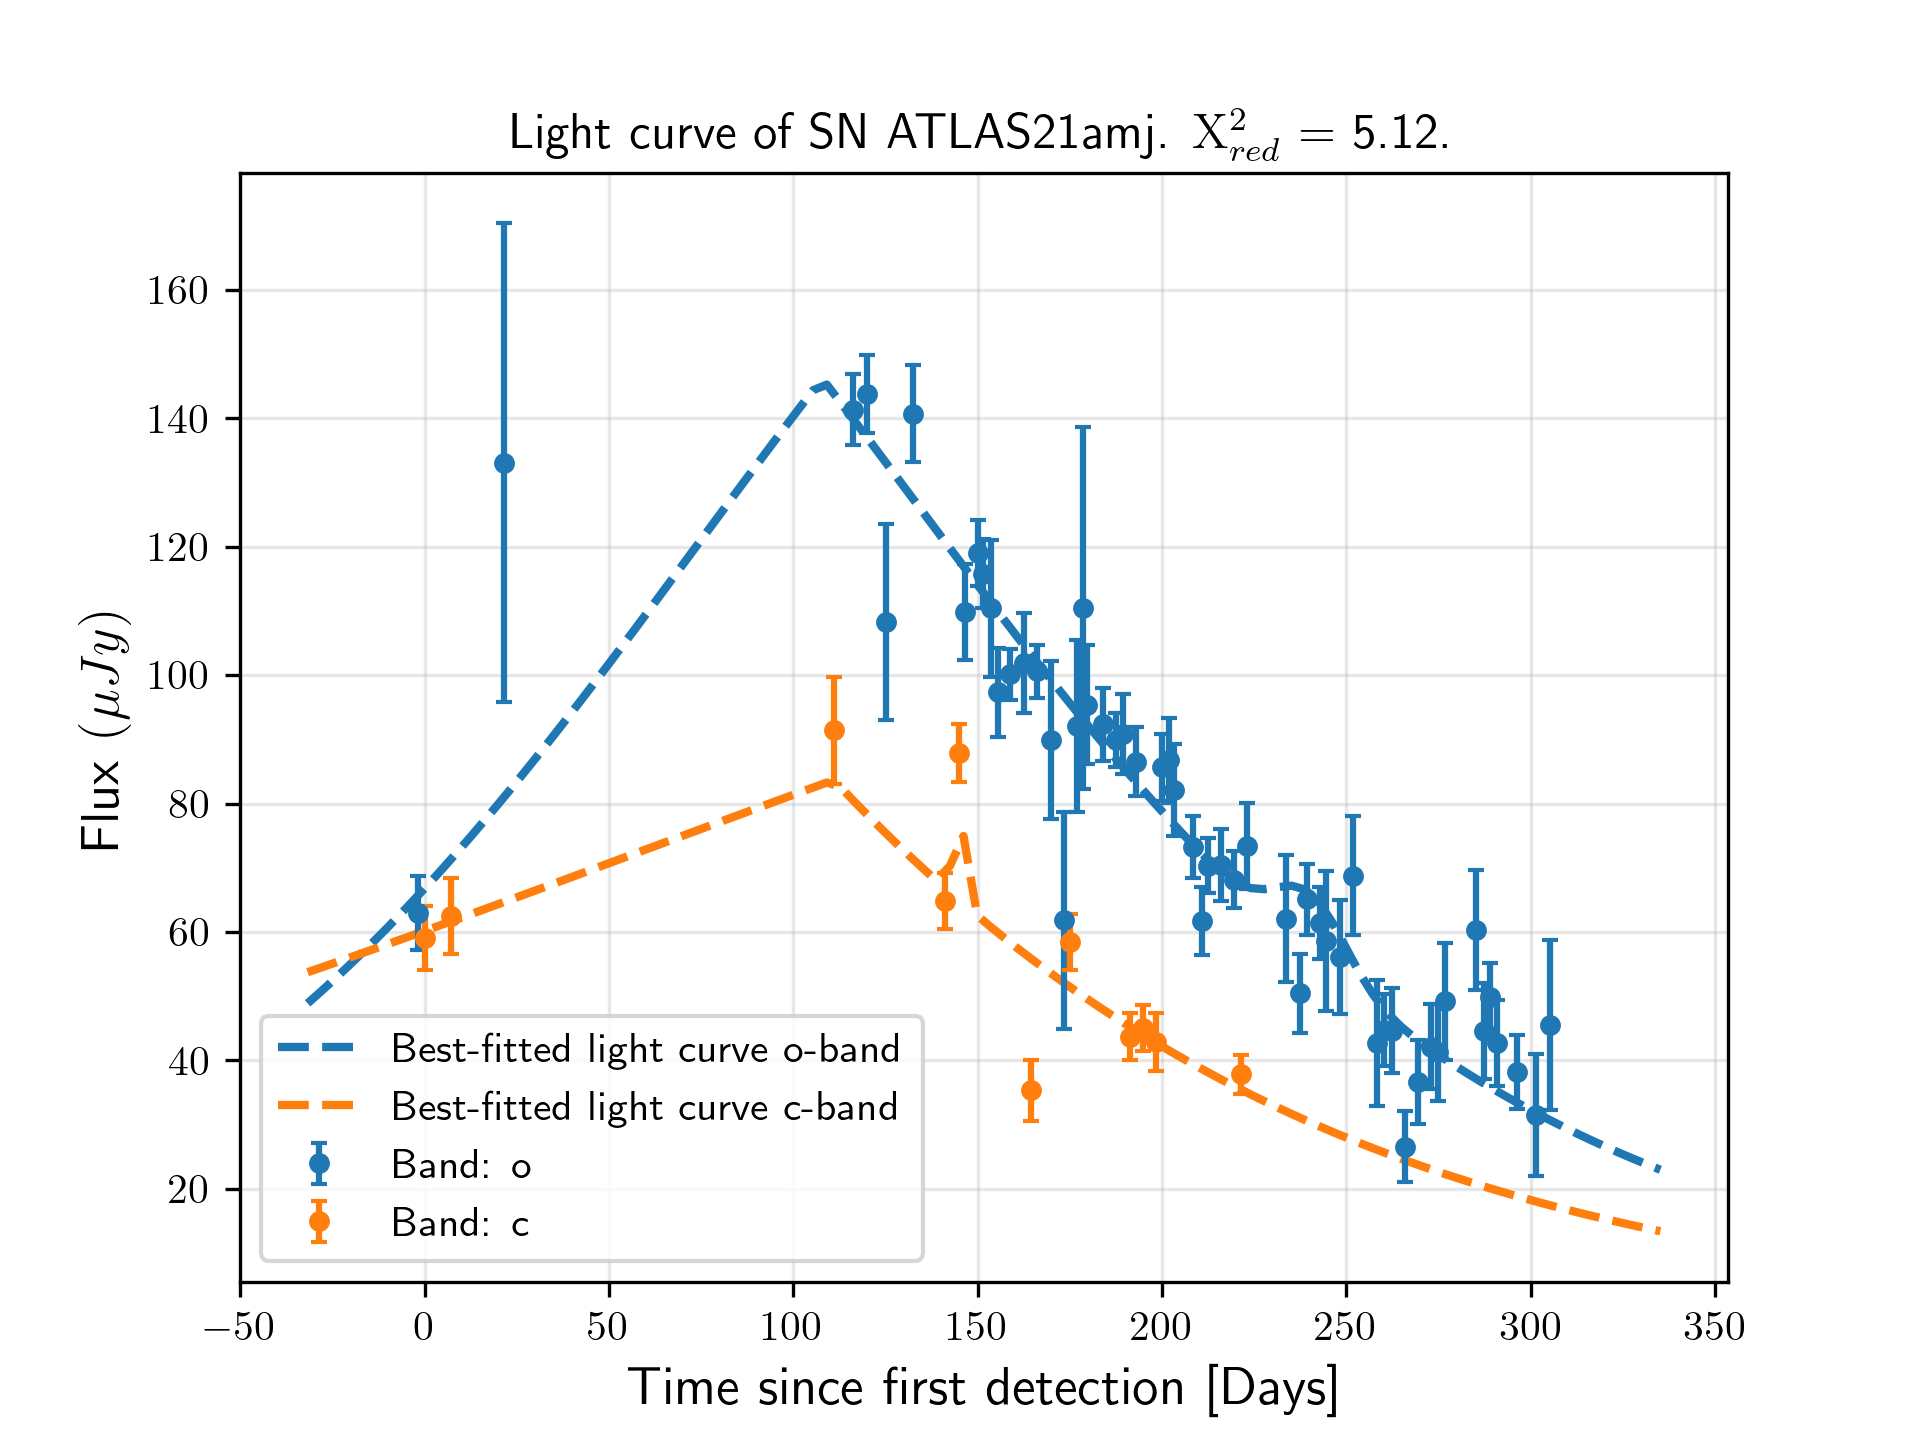 Light curve of SN ATLAS21amj. X²red = 5.12.
160
140
120
100
80
60
40
20
Flux (μJy)
Best-fitted light curve o-band
Best-fitted light curve c-band
Band: o
Band: c
−50 0 50 100 150 200 250 300 350
Time since first detection [Days]